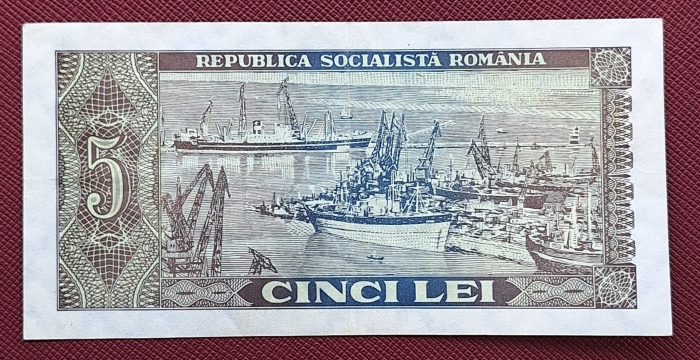 REPUBLICA SOCIALISTĂ ROMÂNIA
5
CINCI LEI